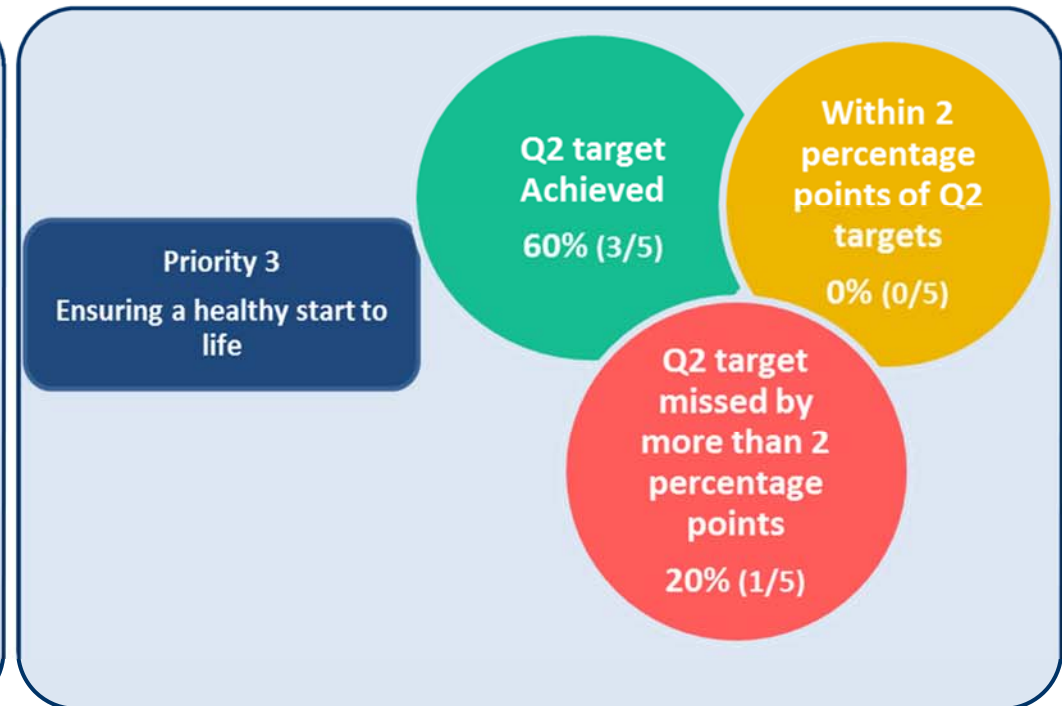 Priority 3
Ensuring a healthy start to
life
Q2 target
Achieved
60% (3/5)
Within 2
percentage
points of Q2
targets
0% (0/5)
Q2 target
missed by
more than 2
percentage
points
20% (1/5)